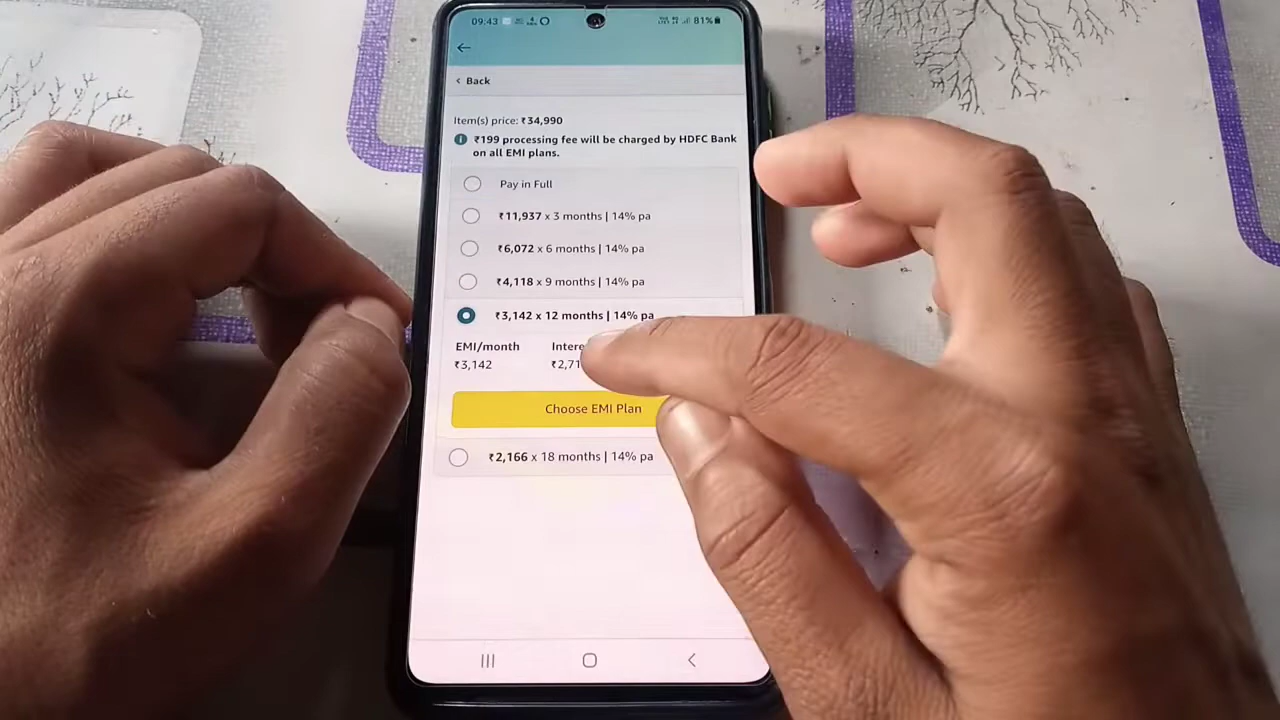 09:43 81%
Back
Item(s) price: ₹34,990
₹199 processing fee will be charged by HDFC Bank
on all EMI plans.
Pay in Full
₹11,937 x 3 months | 14% pa
₹6,072 x 6 months | 14% pa
₹4,118 x 9 months | 14% pa
₹3,142 x 12 months | 14% pa
EMI/month
₹3,142
Choose EMI Plan
₹2,166 x 18 months | 14% pa